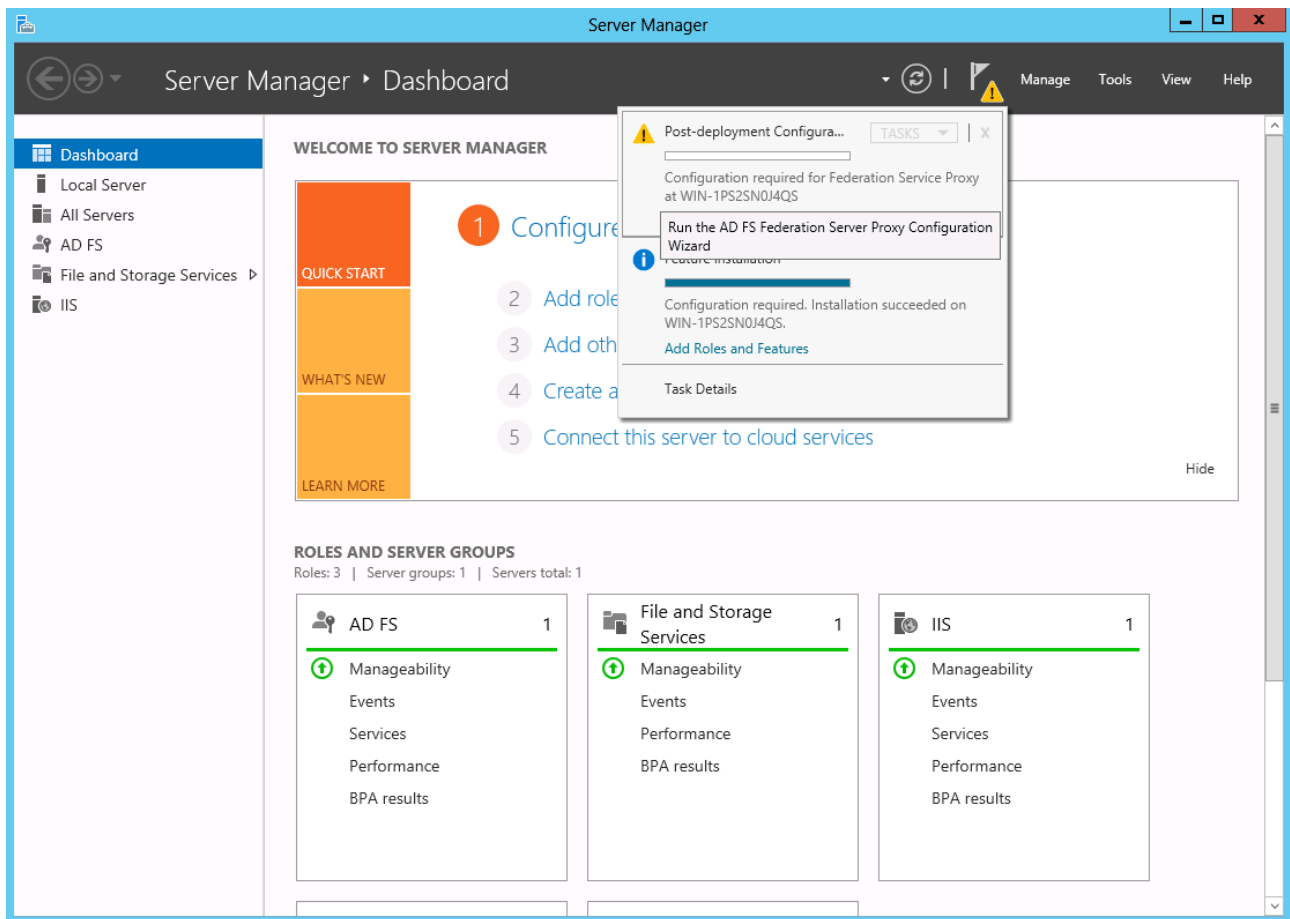 Server Manager
Server Manager ‣ Dashboard
Manage Tools View Help
Dashboard
Local Server
All Servers
AD FS
File and Storage Services
IIS
WELCOME TO SERVER MANAGER
QUICK START
WHAT'S NEW
LEARN MORE
1 Configure
2 Add role
3 Add oth
4 Create a
5 Connect this server to cloud services
Hide
Post-deployment Configura...
TASKS
X
Configuration required for Federation Service Proxy
at WIN-1PS2SN0J4QS
Run the AD FS Federation Server Proxy Configuration
Wizard
Feature installation
Configuration required. Installation succeeded on
WIN-1PS2SN0J4QS.
Add Roles and Features
Task Details
ROLES AND SERVER GROUPS
Roles: 3 | Server groups: 1 | Servers total: 1
AD FS 1
Manageability
Events
Services
Performance
BPA results
File and Storage
Services 1
Manageability
Events
Performance
BPA results
IIS 1
Manageability
Events
Services
Performance
BPA results